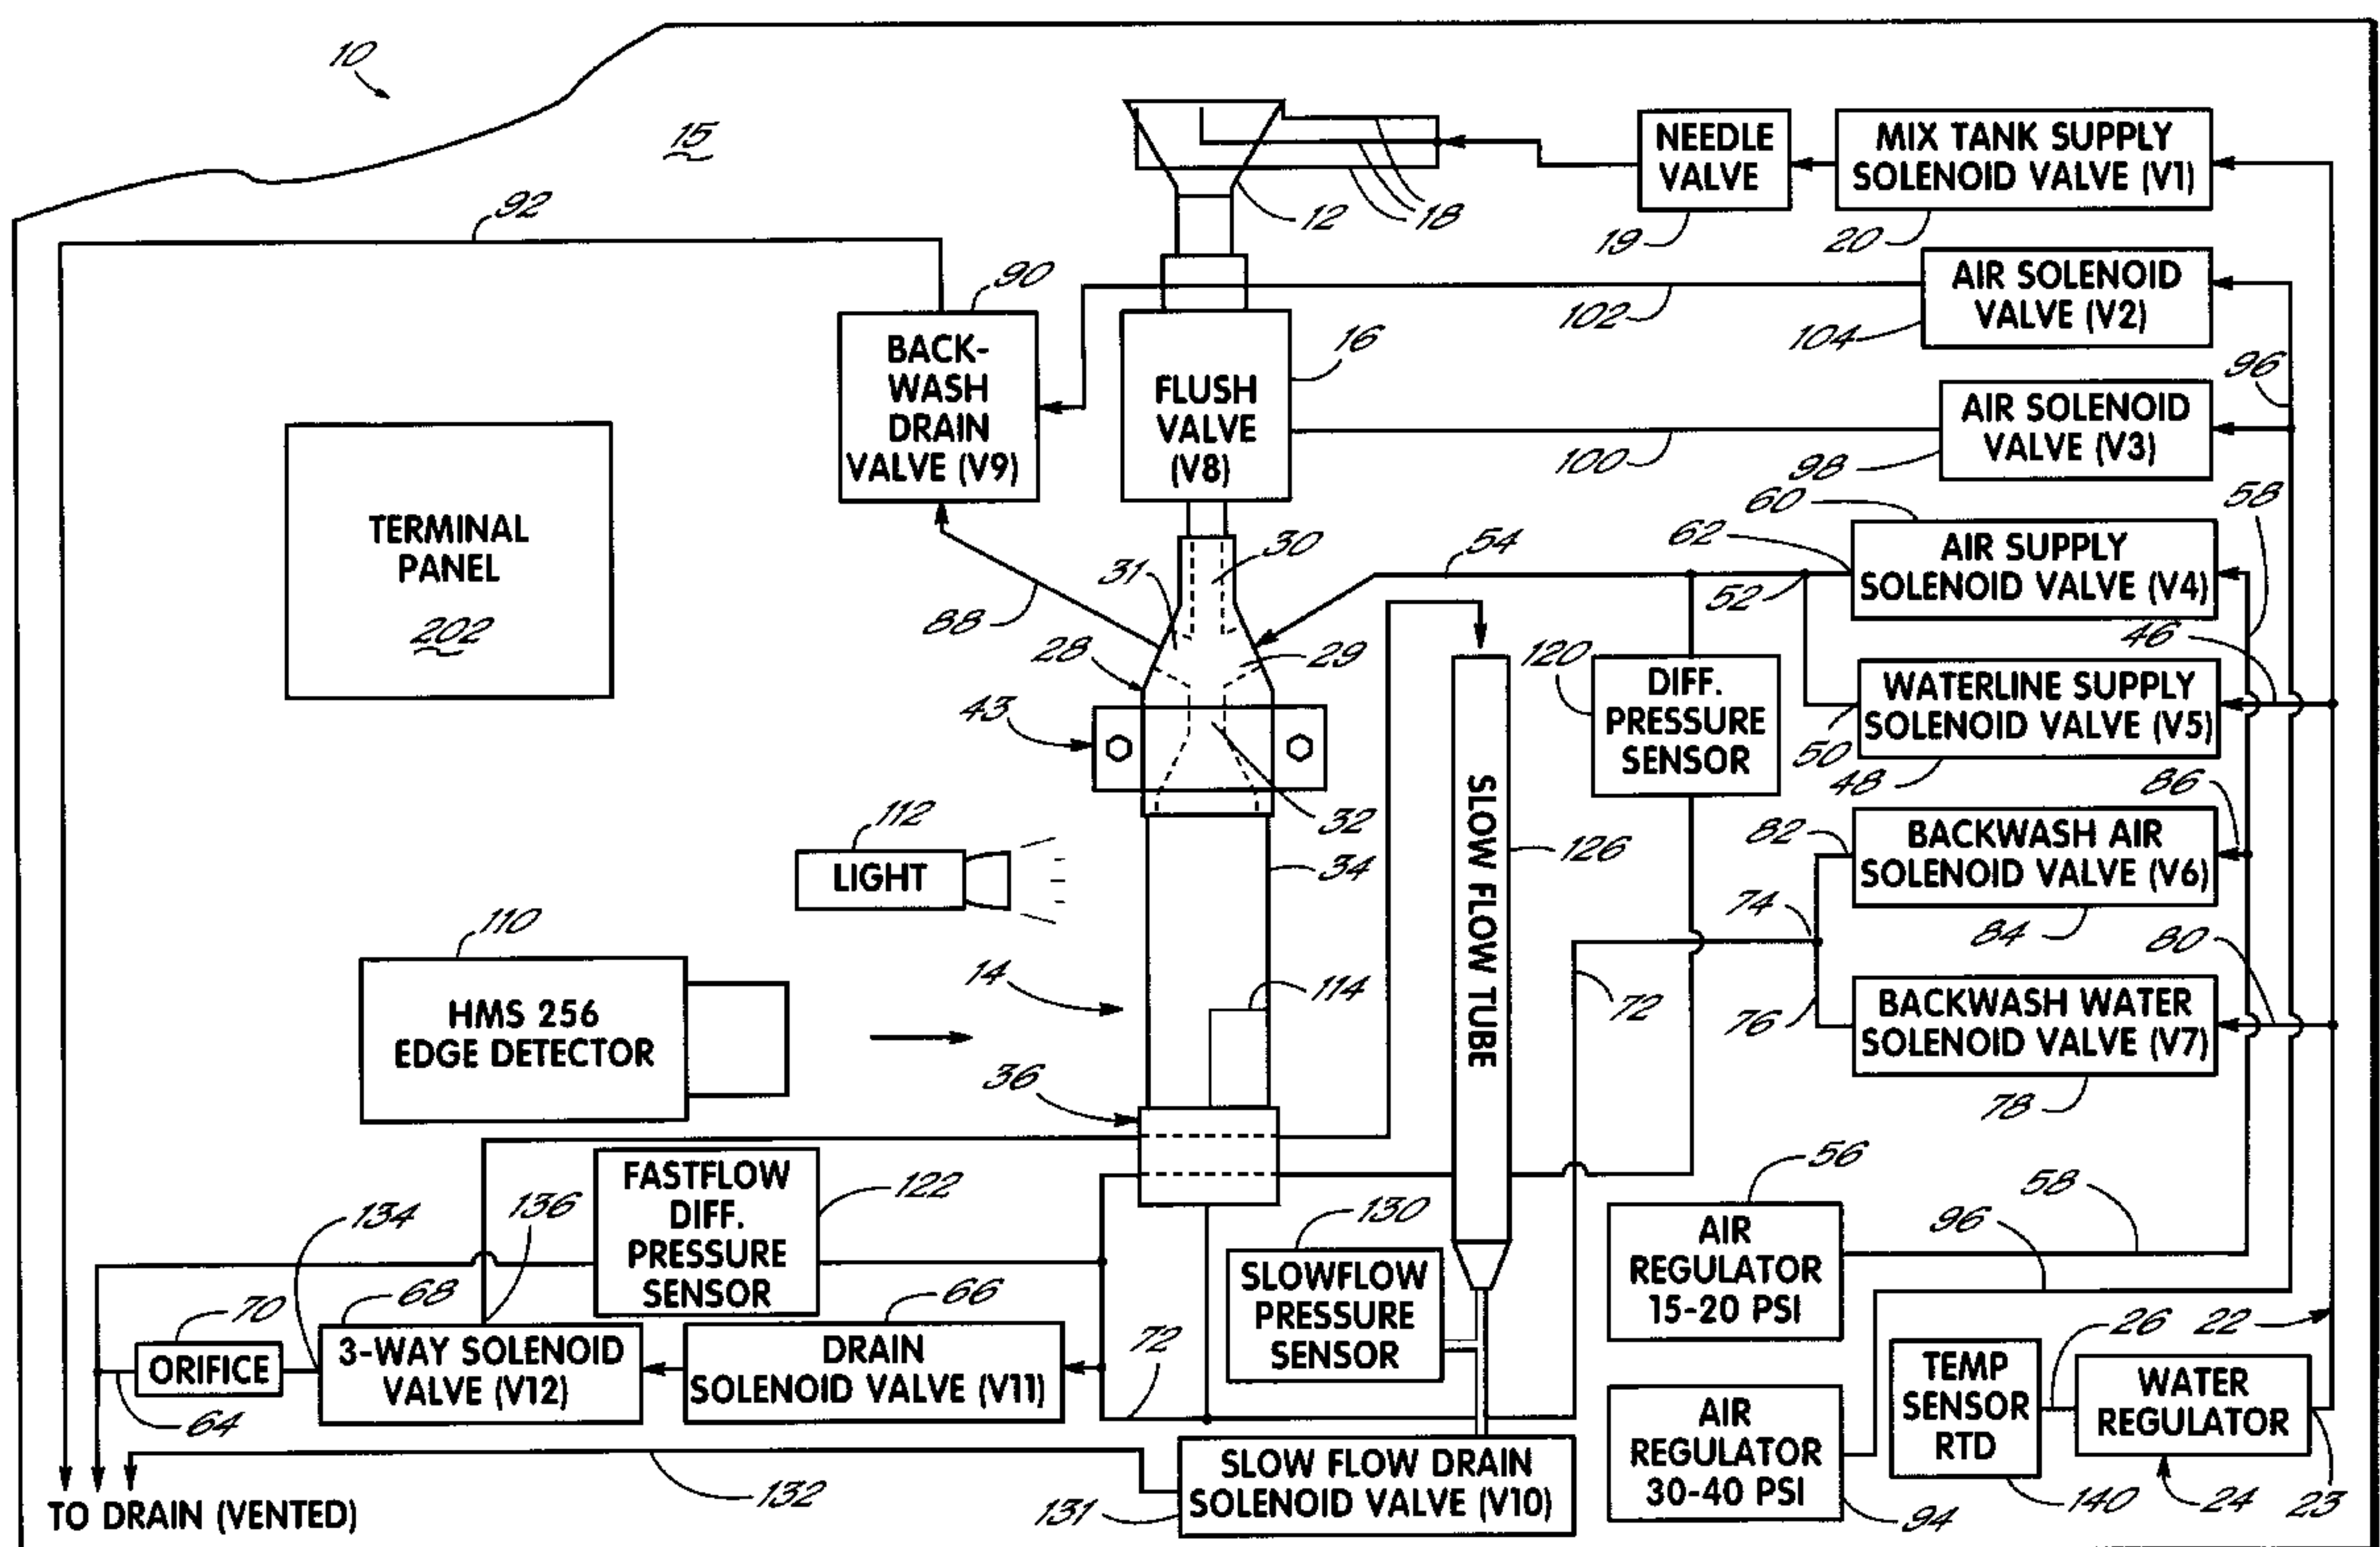 10
15
12
18
NEEDLE
VALVE
19
MIX TANK SUPPLY
SOLENOID VALVE (V1)
20
92
90
BACK-
WASH
DRAIN
VALVE (V9)
102
AIR SOLENOID
VALVE (V2)
104
96
16
FLUSH
VALVE
(V8)
100
AIR SOLENOID
VALVE (V3)
98
58
TERMINAL
PANEL
202
88
31
30
54
62
52
60
AIR SUPPLY
SOLENOID VALVE (V4)
46
28
29
43
32
120
DIFF.
PRESSURE
SENSOR
WATERLINE SUPPLY
SOLENOID VALVE (V5)
50
48
86
112
LIGHT
34
SLOW FLOW TUBE
126
82
BACKWASH AIR
SOLENOID VALVE (V6)
74
84
80
110
HMS 256
EDGE DETECTOR
14
114
72
76
BACKWASH WATER
SOLENOID VALVE (V7)
78
36
FASTFLOW
DIFF.
PRESSURE
SENSOR
122
134
136
130
SLOWFLOW
PRESSURE
SENSOR
56
AIR
REGULATOR
15-20 PSI
96
58
70
ORIFICE
64
68
3-WAY SOLENOID
VALVE (V12)
66
DRAIN
SOLENOID VALVE (V11)
72
26
22
TEMP
SENSOR
RTD
140
WATER
REGULATOR
24
23
AIR
REGULATOR
30-40 PSI
94
TO DRAIN (VENTED)
132
131
SLOW FLOW DRAIN
SOLENOID VALVE (V10)